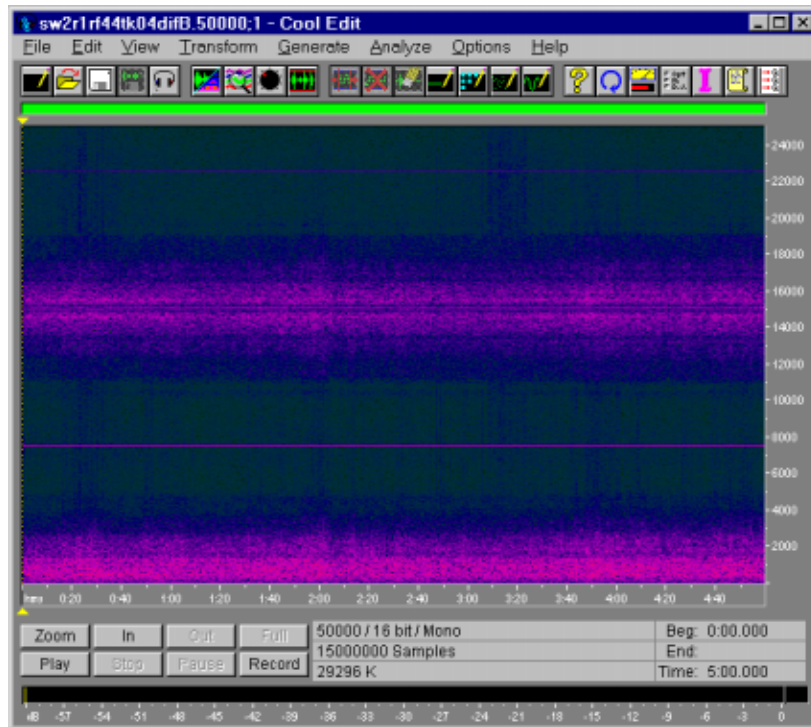 sw2r1rf44tk04difB.50000;1 - Cool Edit
File Edit View Transform Generate Analyze Options Help
24000
22000
20000
18000
16000
14000
12000
10000
8000
6000
4000
2000
hms 0:20 0:40 1:00 1:20 1:40 2:00 2:20 2:40 3:00 3:20 3:40 4:00 4:20 4:40
Zoom In Out Full
50000 / 16 bit / Mono
Beg: 0:00.000
15000000 Samples
End:
Play Stop Pause Record
29296 K
Time: 5:00.000
dB -57 -54 -51 -48 -45 -42 -39 -36 -33 -30 -27 -24 -21 -18 -15 -12 -9 -6 -3 0